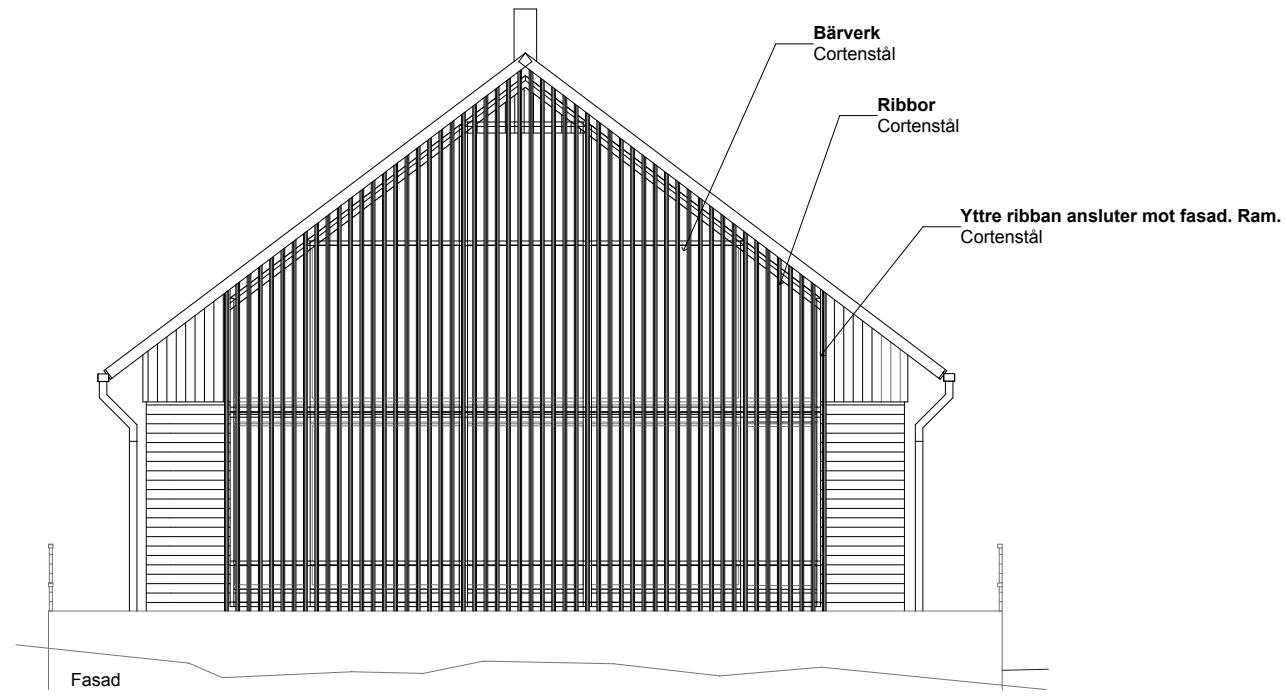 Bärverk
Cortenstål
Ribbor
Cortenstål
Yttre ribban ansluter mot fasad. Ram.
Cortenstål
Fasad